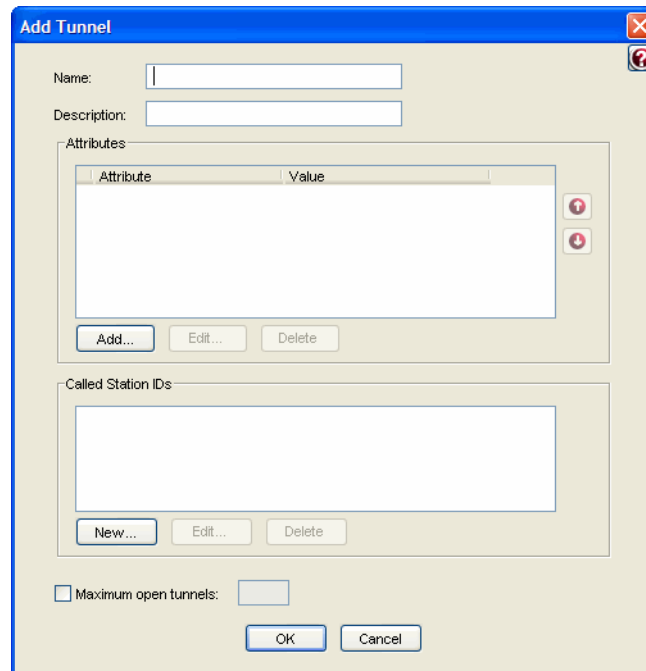 Add Tunnel
Name:
Description:
Attributes
Attribute Value
Add... Edit... Delete
Called Station IDs
New... Edit... Delete
Maximum open tunnels:
OK Cancel